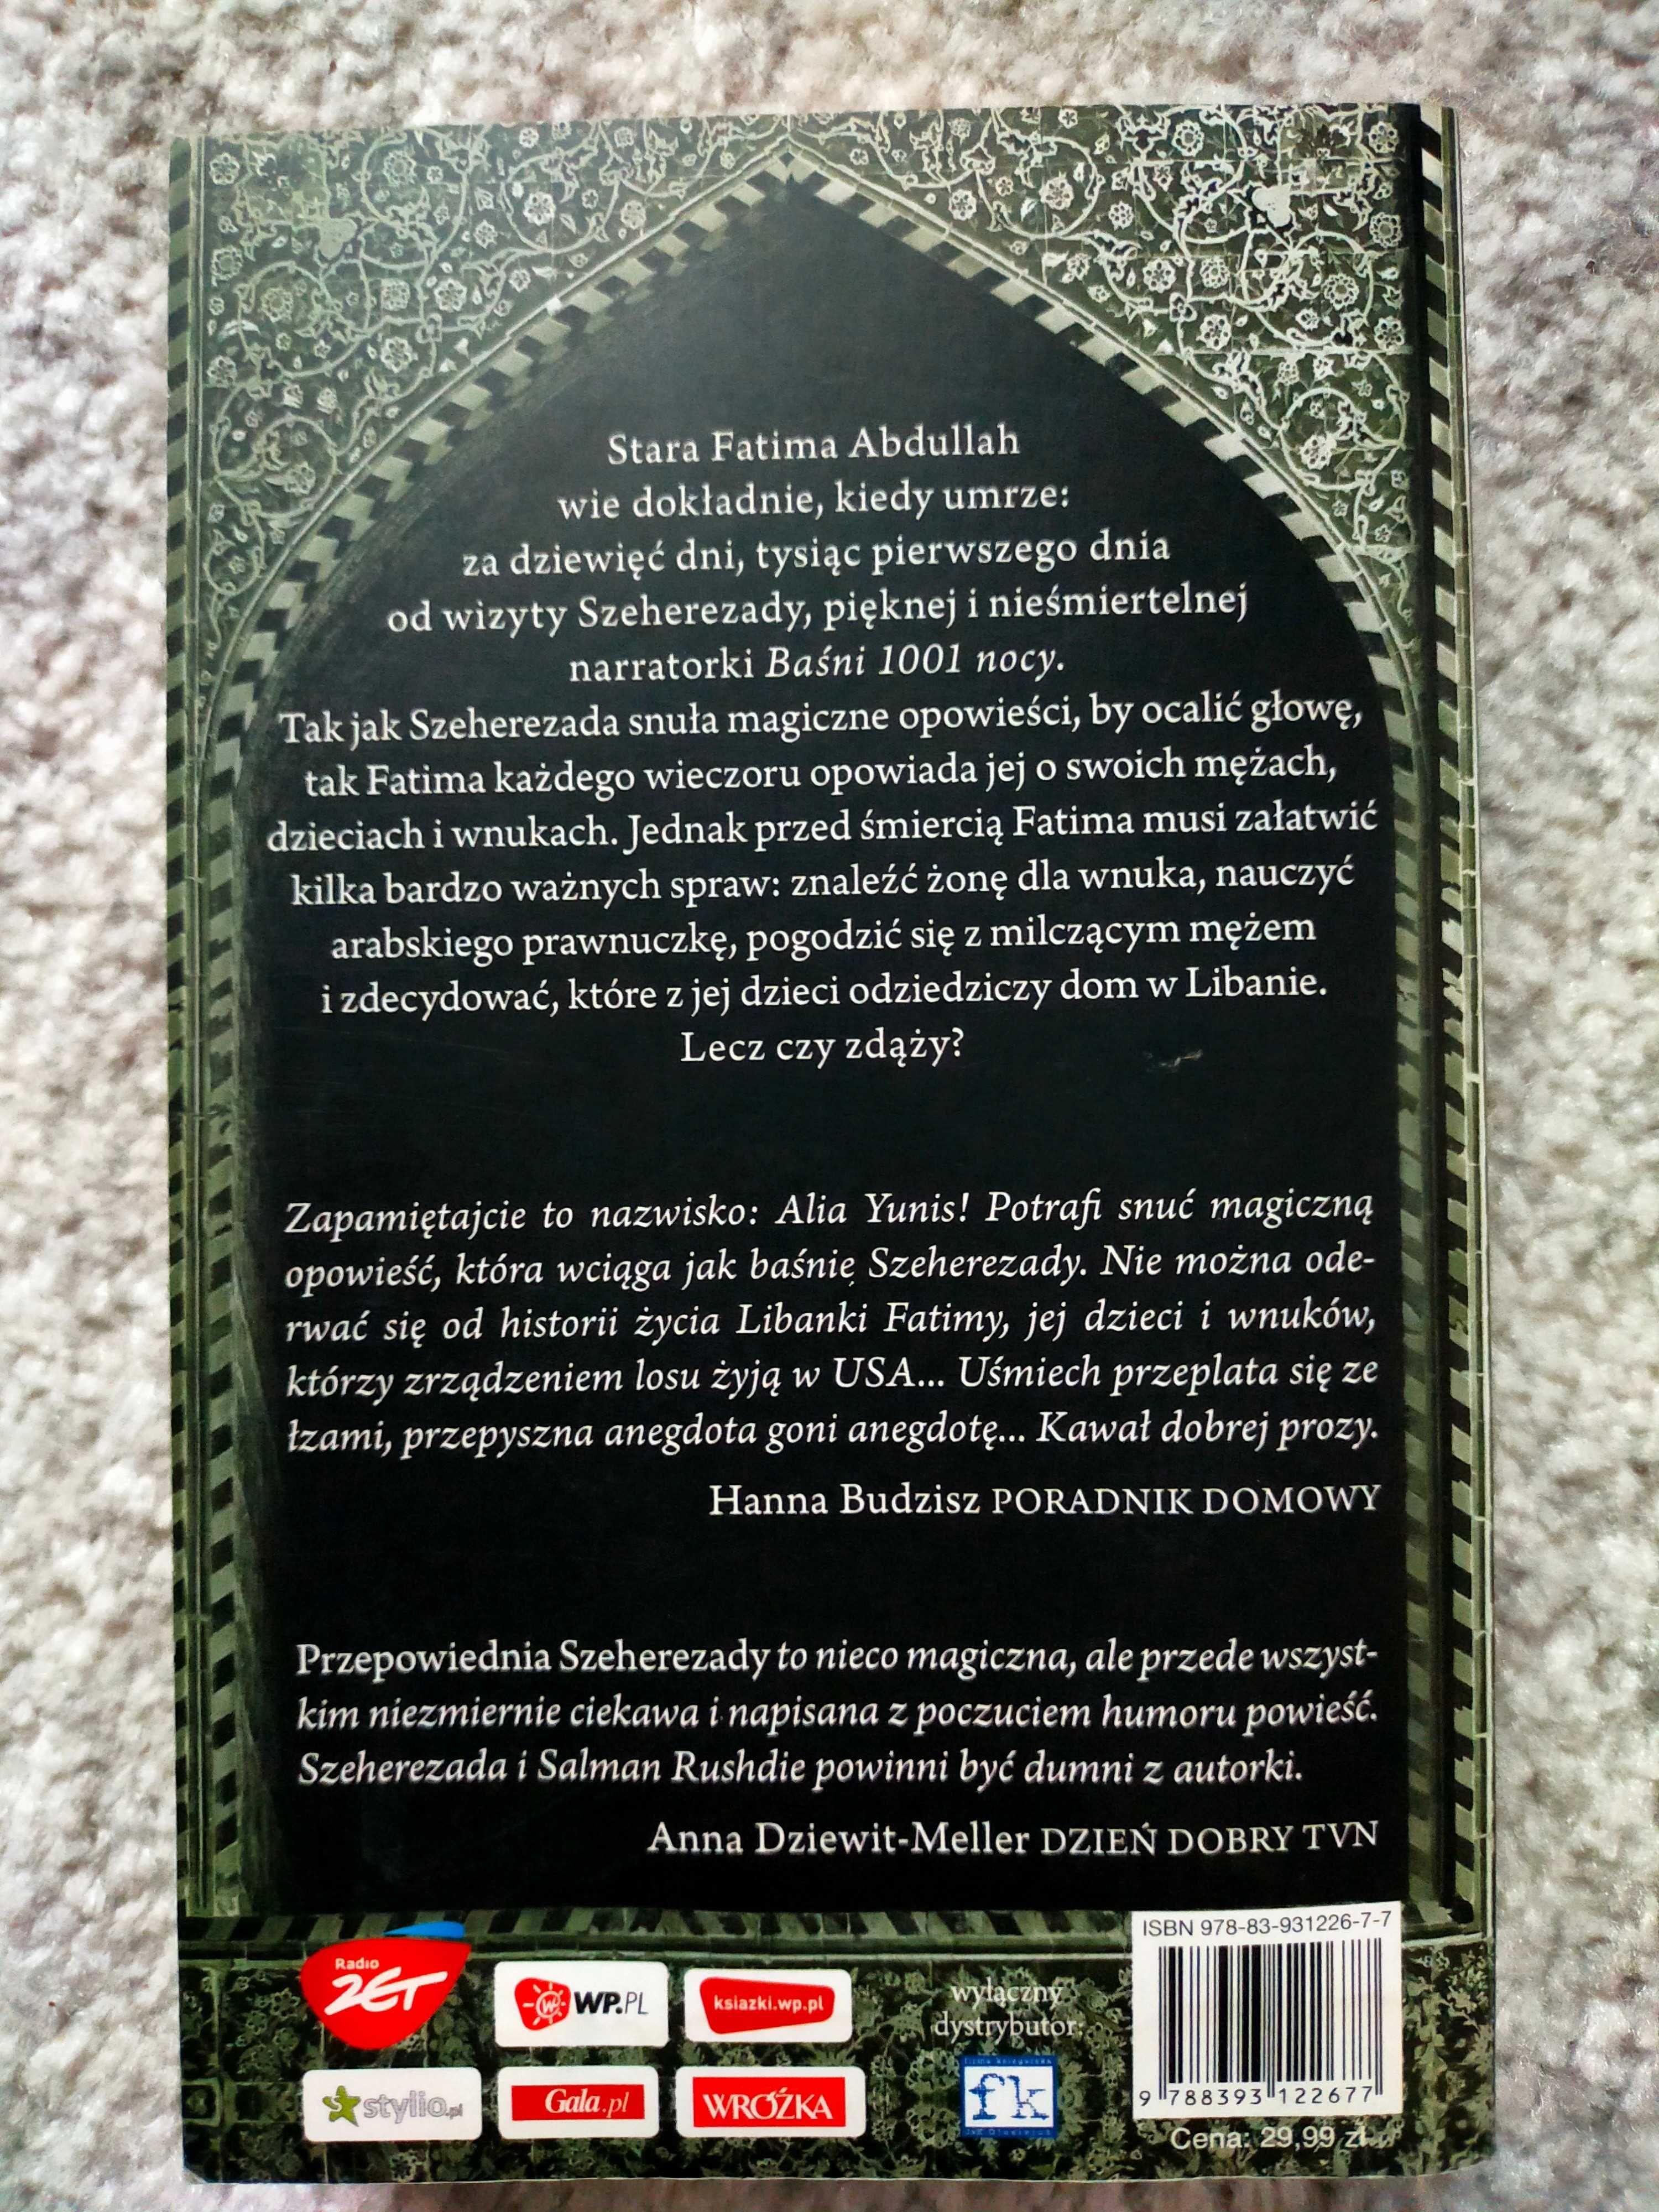 Stara Fatima Abdullah
wie dokładnie, kiedy umrze:
za dziewięć dni, tysiąc pierwszego dnia
od wizyty Szeherezady, pięknej i nieśmiertelnej
narratorki Baśni 1001 nocy.
Tak jak Szeherezada snuła magiczne opowieści, by ocalić głowę,
tak Fatima każdego wieczoru opowiada jej o swoich mężach,
dzieciach i wnukach. Jednak przed śmiercią Fatima musi załatwić
kilka bardzo ważnych spraw: znaleźć żonę dla wnuka, nauczyć
arabskiego prawnuczkę, pogodzić się z milczącym mężem
i zdecydować, które z jej dzieci odziedziczy dom w Libanie.
Lecz czy zdąży?
Zapamiętajcie to nazwisko: Alia Yunis! Potrafi snuć magiczną
opowieść, która wciąga jak baśnie Szeherezady. Nie można ode-
rwać się od historii życia Libanki Fatimy, jej dzieci i wnuków,
którzy zrządzeniem losu żyją w USA... Uśmiech przeplata się ze
łzami, przepyszna anegdota goni anegdotę... Kawał dobrej prozy.
Hanna Budzisz PORADNIK DOMOWY
Przepowiednia Szeherezady to nieco magiczna, ale przede wszyst-
kim niezmiernie ciekawa i napisana z poczuciem humoru powieść.
Szeherezada i Salman Rushdie powinni być dumni z autorki.
Anna Dziewit-Meller DZIEŃ DOBRY TVN
Radio
ZET
WP.PL
ksiazki.wp.pl
stylio.pl
Gala.pl
WRÓŻKA
wyłączny
dystrybutor:
fk
ISBN 978-83-931226-7-7
9 788393 122677
Cena: 29,99 zł